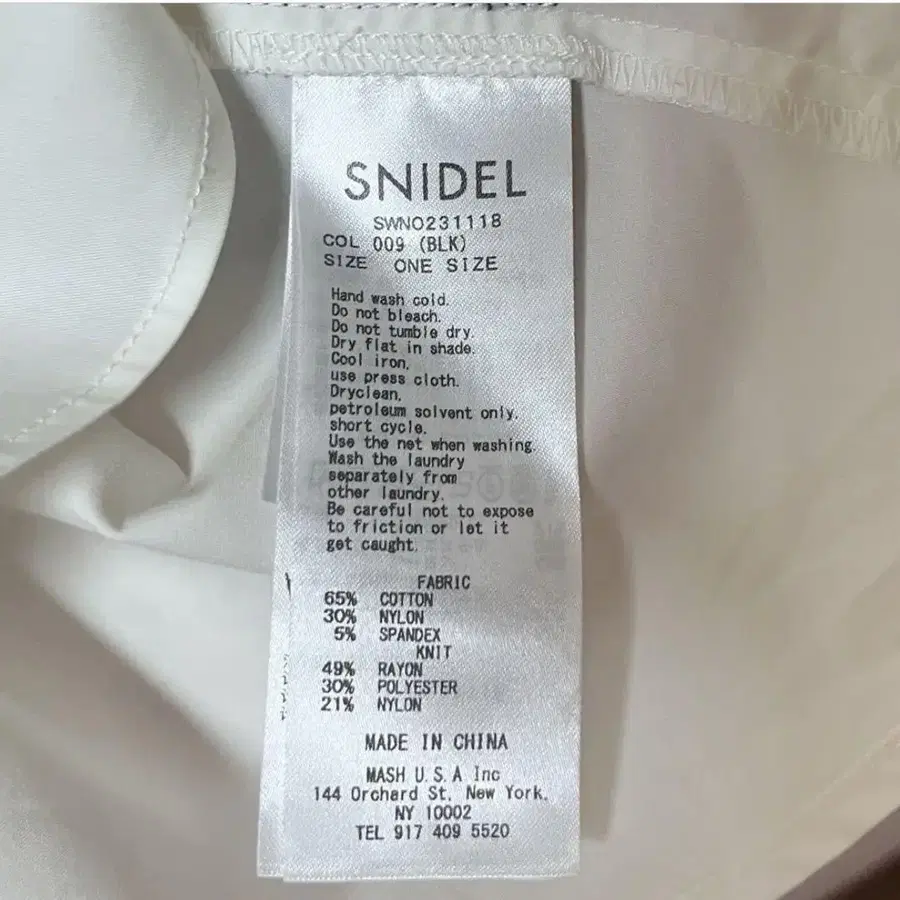 SNIDEL
SWNO231118
COL 009 (BLK)
SIZE ONE SIZE
Hand wash cold.
Do not bleach.
Do not tumble dry.
Dry flat in shade.
Cool iron,
use press cloth.
Dryclean,
petroleum solvent only.
short cycle.
Use the net when washing.
Wash the laundry
separately from
other laundry.
Be careful not to expose
to friction or let it
get caught.
FABRIC
65% COTTON
30% NYLON
5% SPANDEX
KNIT
49% RAYON
30% POLYESTER
21% NYLON
MADE IN CHINA
MASH U.S.A Inc
144 Orchard St, New York,
NY 10002
TEL 917 409 5520